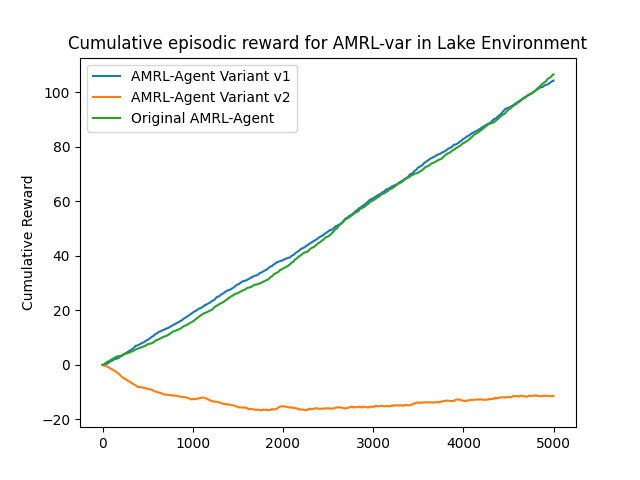 Cumulative episodic reward for AMRL-var in Lake Environment
AMRL-Agent Variant v1
AMRL-Agent Variant v2
Original AMRL-Agent
Cumulative Reward
100
80
60
40
20
0
−20
0 1000 2000 3000 4000 5000